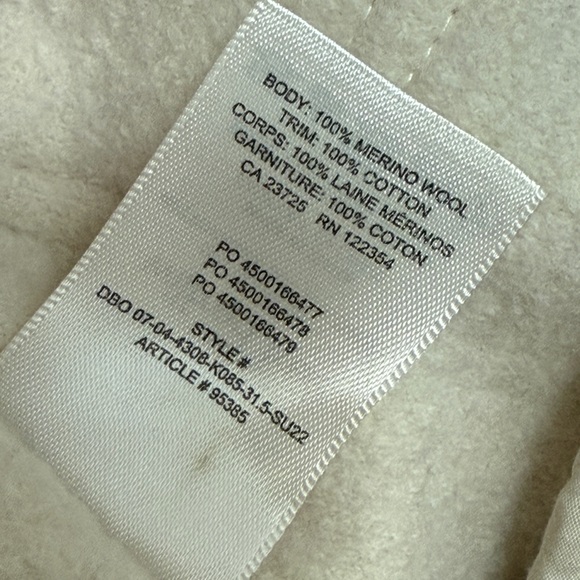 BODY: 100% MERINO WOOL
TRIM: 100% COTTON
CORPS: 100% LAINE MÉRINOS
GARNITURE: 100% COTON
CA 23725 RN 122354
PO 4500166477
PO 4500166478
PO 4500166479
STYLE #
DBO 07-04-4308-K085-31.5-SU22
ARTICLE # 95385